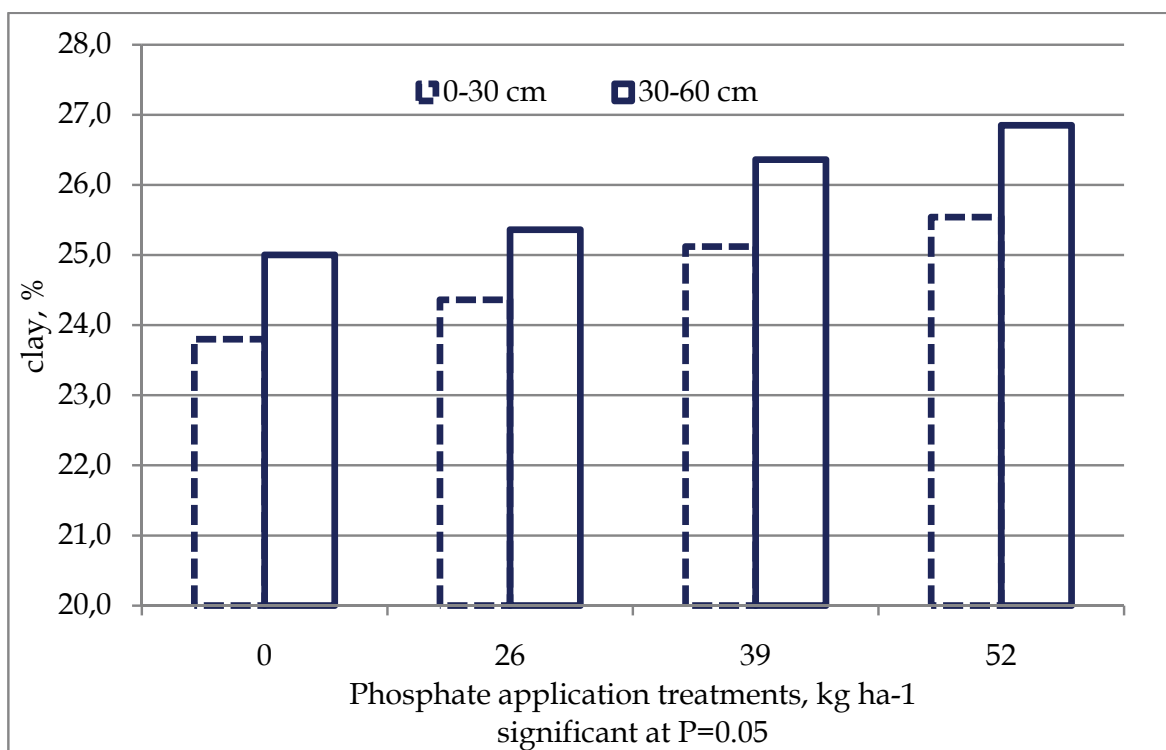 28,0
0-30 cm 30-60 cm
27,0
26,0
25,0
24,0
23,0
22,0
21,0
20,0
clay, %
0 26 39 52
Phosphate application treatments, kg ha-1
significant at P=0.05